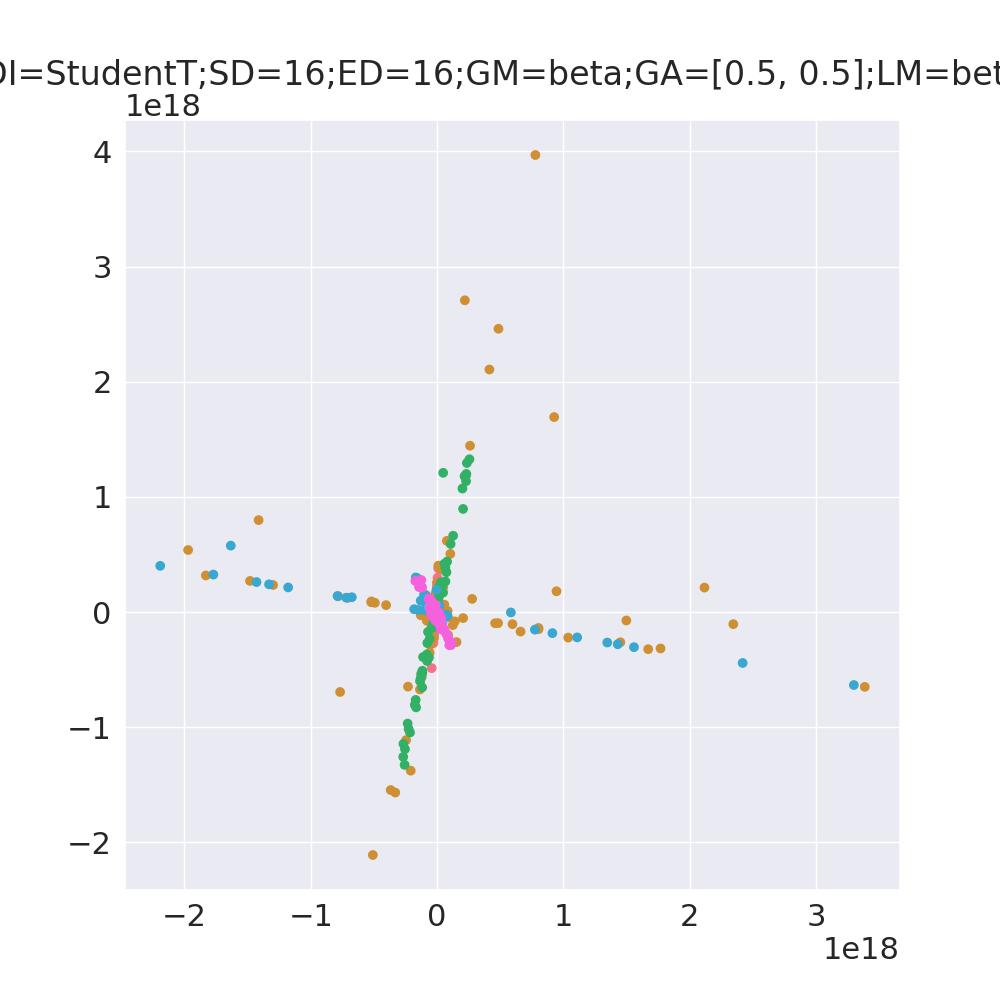 DI=StudentT;SD=16;ED=16;GM=beta;GA=[0.5, 0.5];LM=bet
1e18
4
3
2
1
0
−1
−2
−2 −1 0 1 2 3
1e18